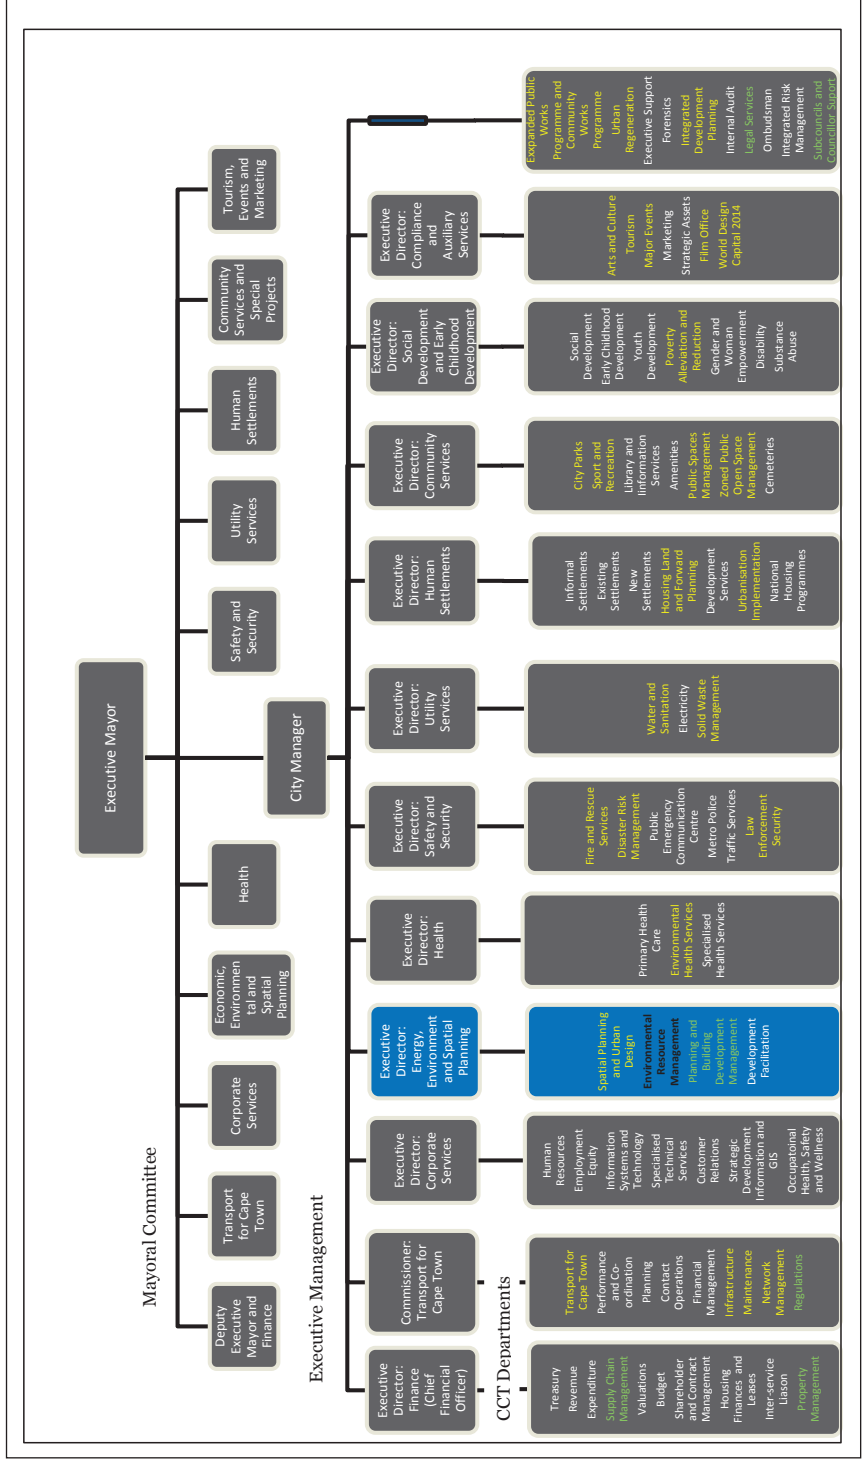 Executive Mayor
Mayoral Committee
Deputy
Executive
Mayor and
Finance
Transport
for Cape
Town
Corporate
Services
Economic,
Environmen
tal and
Spatial
Planning
Health
Safety and
Security
Utility
Services
Human
Settlements
Community
Services and
Special
Projects
Tourism,
Events and
Marketing
City Manager
Executive Management
Executive
Director:
Finance
(Chief
Financial
Officer)
Commissioner:
Transport for
Cape Town
Executive
Director:
Corporate
Services
Executive
Director: Energy,
Environment
and Spatial
Planning
Executive
Director:
Health
Executive
Director:
Safety and
Security
Executive
Director:
Utility
Services
Executive
Director:
Human
Settlements
Executive
Director:
Community
Services
Executive
Director:
Social
Development
and Early
Childhood
Development
Executive
Director:
Compliance
and
Auxiliary
Services
CCT Departments
Treasury
Revenue
Expenditure
Supply Chain
Management
Valuations
Budget
Shareholder
and Contract
Management
Housing
Finances and
Leases
Inter-service
Liason
Property
Management
Transport for
Cape Town
Performance
and Co-
ordination
Planning
Contact
Operations
Financial
Management
Infrastructure
Maintenance
Network
Management
Regulations
Human
Resources
Employment
Equity
Information
Systems and
Technology
Specialised
Technical
Services
Customer
Relations
Strategic
Development
Information and
GIS
Occupatoinal
Health, Safety
and Wellness
Spatial Planning
and Urban
Design
Environmental
Resource
Management
Planning and
Building
Development
Management
Development
Facilitation
Primary Health
Care
Environmental
Health Services
Specialised
Health Services
Fire and Rescue
Services
Disaster Risk
Management
Public
Emergency
Communication
Centre
Metro Police
Traffic Services
Law
Enforcement
Security
Water and
Sanitation
Electricity
Solid Waste
Management
Informal
Settlements
Existing
Settlements
New
Settlements
Housing Land
and Forward
Planning
Development
Services
Urbanisation
Implementation
National
Housing
Programmes
City Parks
Sport and
Recreation
Library and
Iinformation
Services
Amenities
Public Spaces
Management
Zoned Public
Open Space
Management
Cemeteries
Social
Development
Early Childhood
Development
Youth
Development
Poverty
Alleviation and
Reduction
Gender and
Woman
Empowerment
Disability
Substance
Abuse
Arts and Culture
Tourism
Major Events
Marketing
Strategic Assets
Film Office
World Design
Capital 2014
Exxpanded Public
Works
Programme and
Community
Works
Programme
Urban
Regeneration
Executive Support
Forensics
Integrated
Development
Planning
Internal Audit
Legal Services
Ombudsman
Integrated Risk
Management
Subcouncils and
Councillor Suport